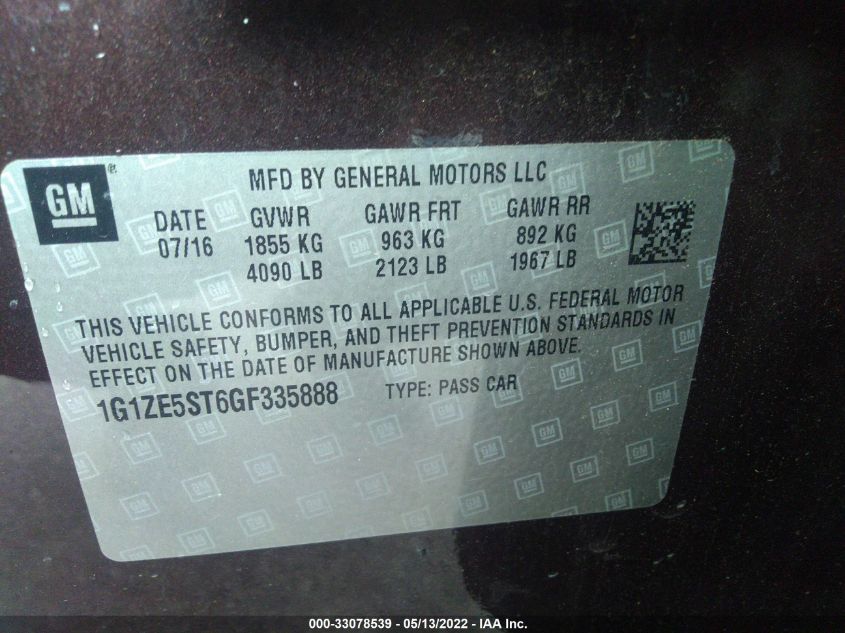 GM
MFD BY GENERAL MOTORS LLC
DATE GVWR GAWR FRT GAWR RR
07/16 1855 KG 963 KG 892 KG
4090 LB 2123 LB 1967 LB
THIS VEHICLE CONFORMS TO ALL APPLICABLE U.S. FEDERAL MOTOR
VEHICLE SAFETY, BUMPER, AND THEFT PREVENTION STANDARDS IN
EFFECT ON THE DATE OF MANUFACTURE SHOWN ABOVE.
1G1ZE5ST6GF335888 TYPE: PASS CAR
000-33078539 - 05/13/2022 - IAA Inc.